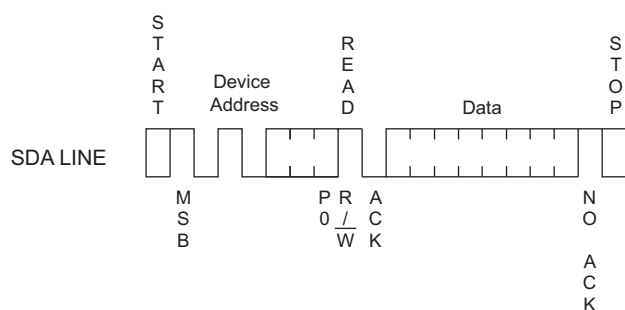 START
Device
Address
READ
Data
STOP
SDA LINE
MSB
P0
R/W
ACK
NO ACK